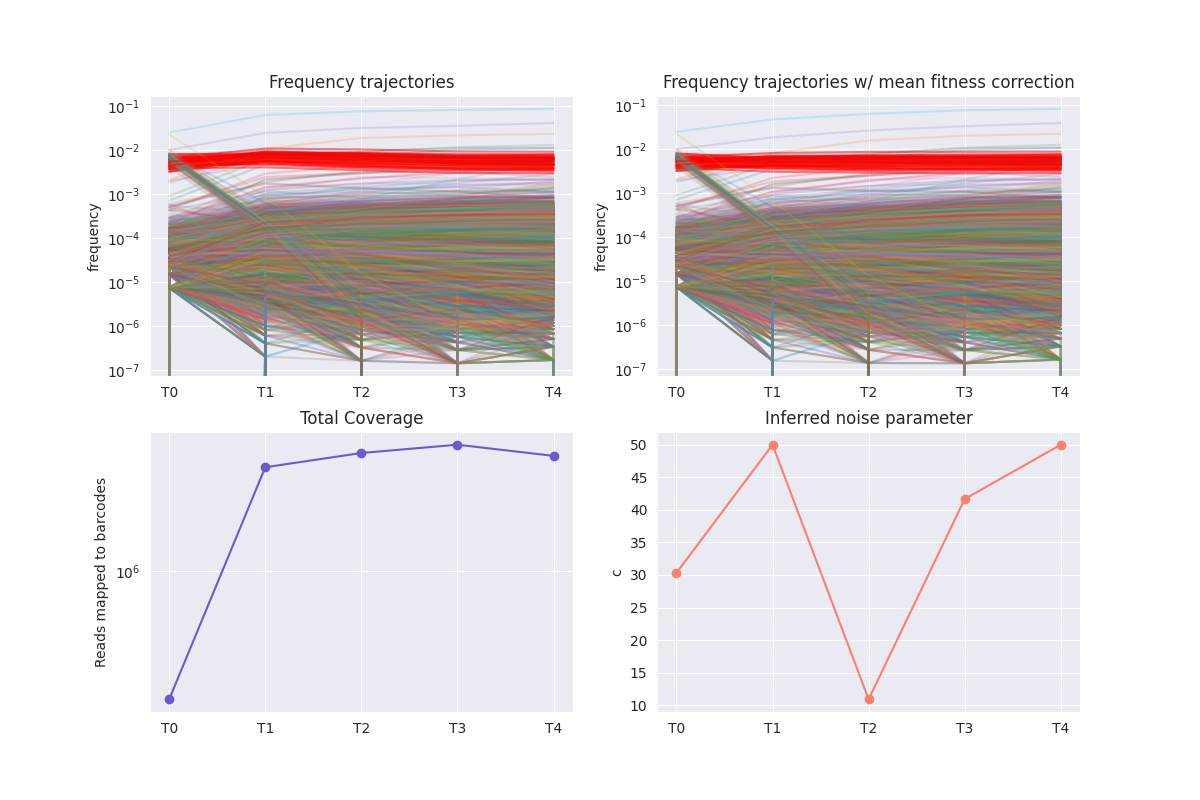 Frequency trajectories
frequency
10^-1
10^-2
10^-3
10^-4
10^-5
10^-6
10^-7
T0 T1 T2 T3 T4
Frequency trajectories w/ mean fitness correction
frequency
10^-1
10^-2
10^-3
10^-4
10^-5
10^-6
10^-7
T0 T1 T2 T3 T4
Total Coverage
Reads mapped to barcodes
10^6
T0 T1 T2 T3 T4
Inferred noise parameter
c
50
45
40
35
30
25
20
15
10
T0 T1 T2 T3 T4